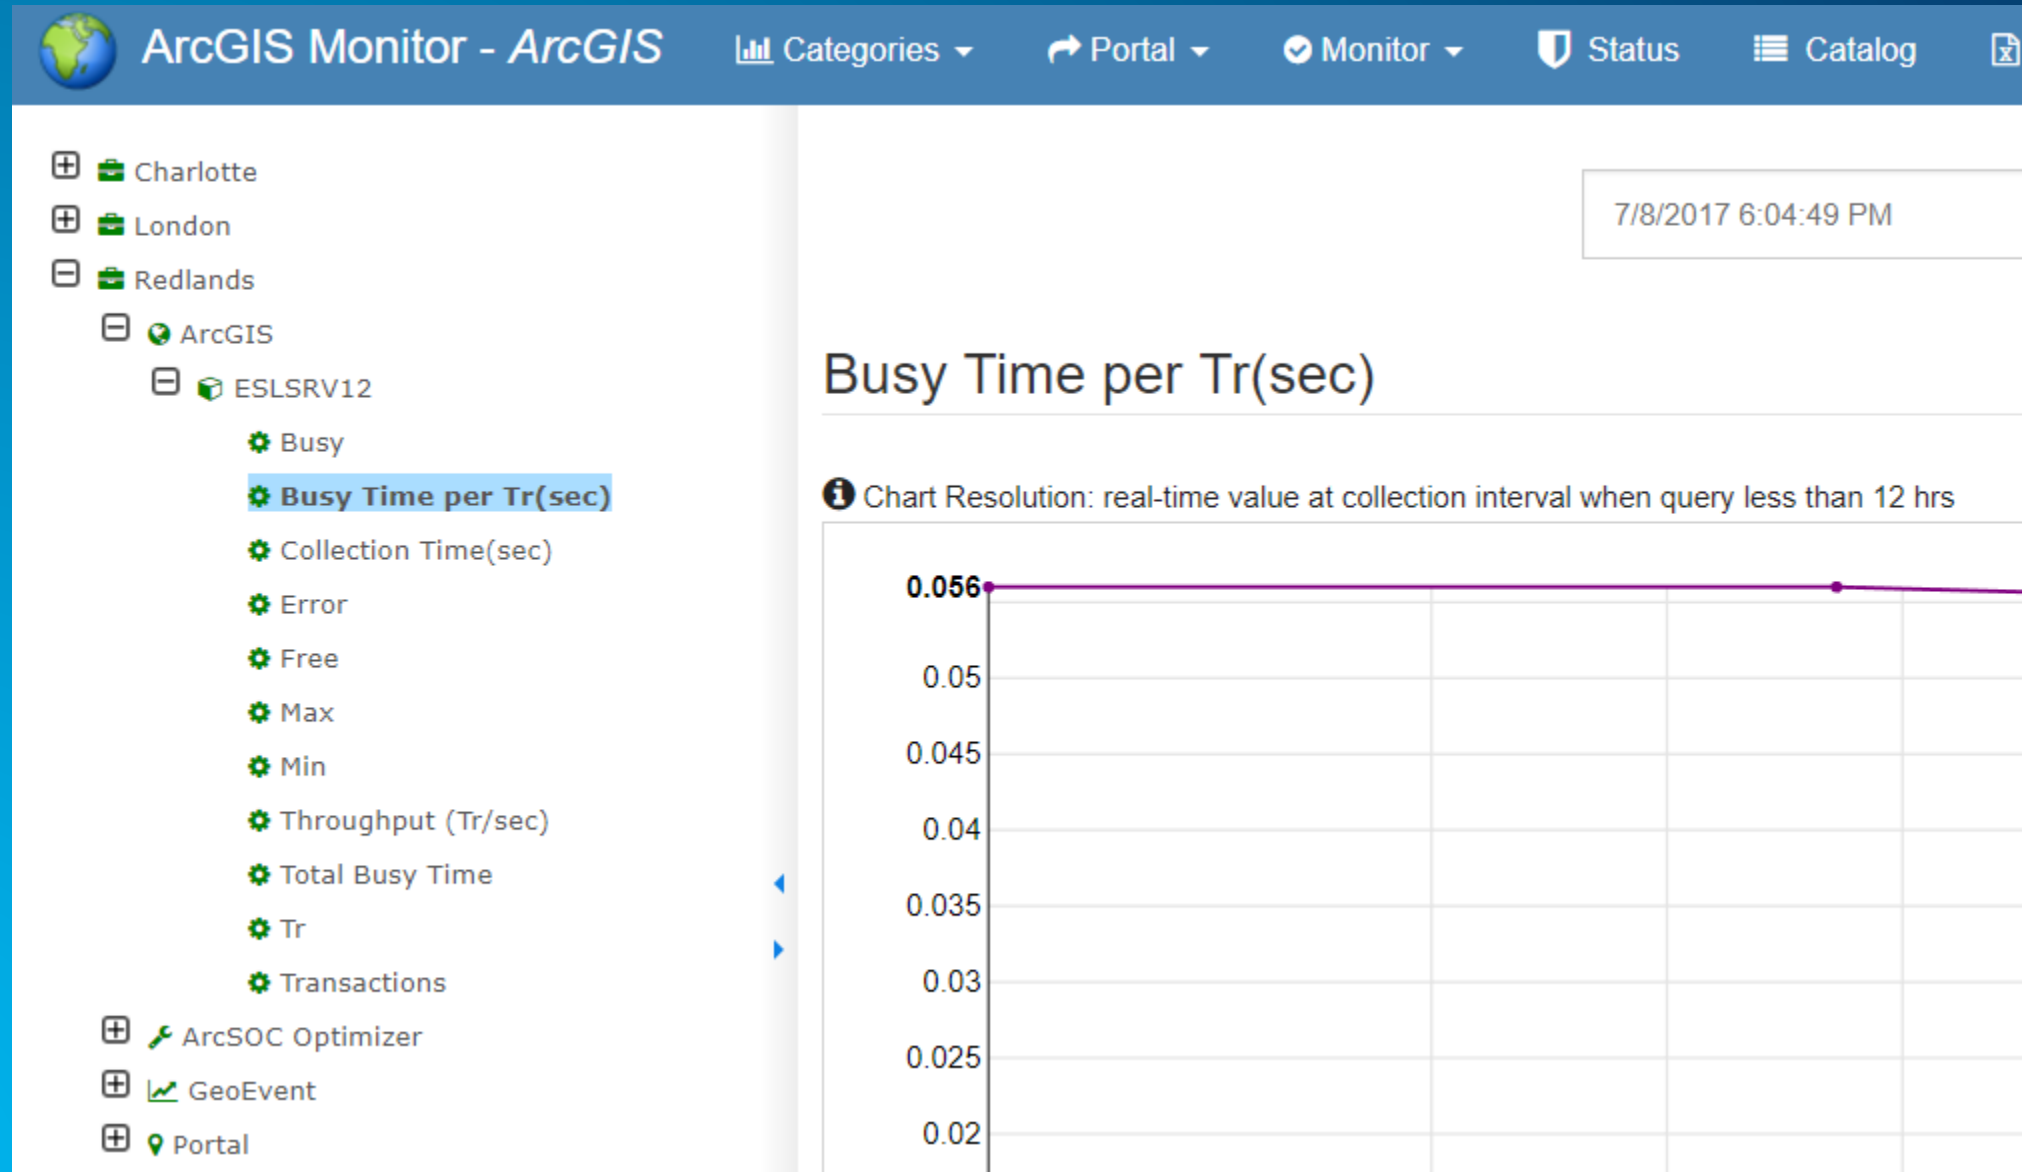 ArcGIS Monitor - ArcGIS Categories Portal Monitor Status Catalog
Charlotte
London
Redlands
ArcGIS
ESLSRV12
Busy
Busy Time per Tr(sec)
Collection Time(sec)
Error
Free
Max
Min
Throughput (Tr/sec)
Total Busy Time
Tr
Transactions
ArcSOC Optimizer
GeoEvent
Portal
7/8/2017 6:04:49 PM
Busy Time per Tr(sec)
Chart Resolution: real-time value at collection interval when query less than 12 hrs
0.056
0.05
0.045
0.04
0.035
0.03
0.025
0.02